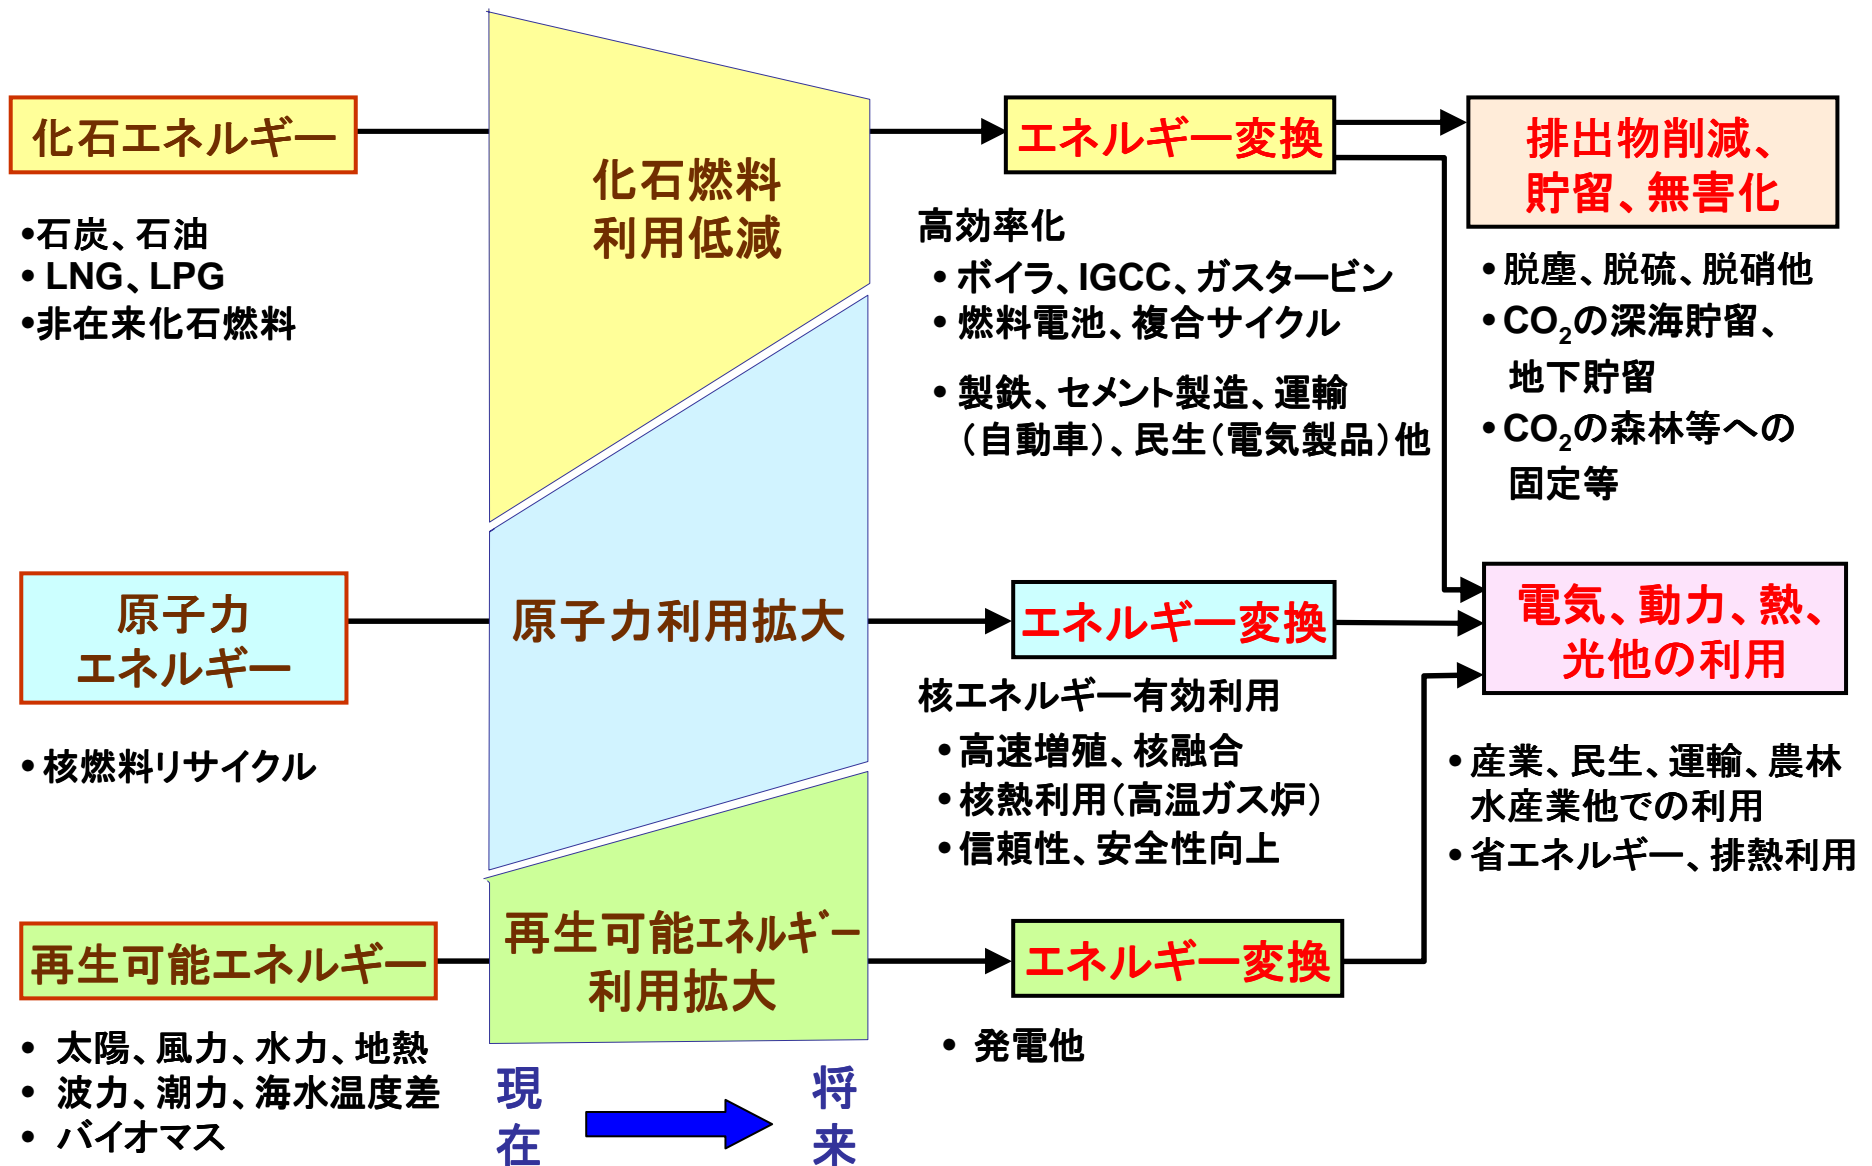 化石エネルギー
•石炭、石油
• LNG、LPG
•非在来化石燃料
原子力
エネルギー
• 核燃料リサイクル
再生可能エネルギー
• 太陽、風力、水力、地熱
• 波力、潮力、海水温度差
• バイオマス
化石燃料
利用低減
原子力利用拡大
再生可能エネルギー
利用拡大
現在
将来
エネルギー変換
高効率化
• ボイラ、IGCC、ガスタービン
• 燃料電池、複合サイクル
• 製鉄、セメント製造、運輸
（自動車）、民生（電気製品）他
エネルギー変換
核エネルギー有効利用
• 高速増殖、核融合
• 核熱利用（高温ガス炉）
• 信頼性、安全性向上
エネルギー変換
• 発電他
排出物削減、
貯留、無害化
• 脱塵、脱硫、脱硝他
• CO2の深海貯留、
地下貯留
• CO2の森林等への
固定等
電気、動力、熱、
光他の利用
• 産業、民生、運輸、農林
水産業他での利用
• 省エネルギー、排熱利用